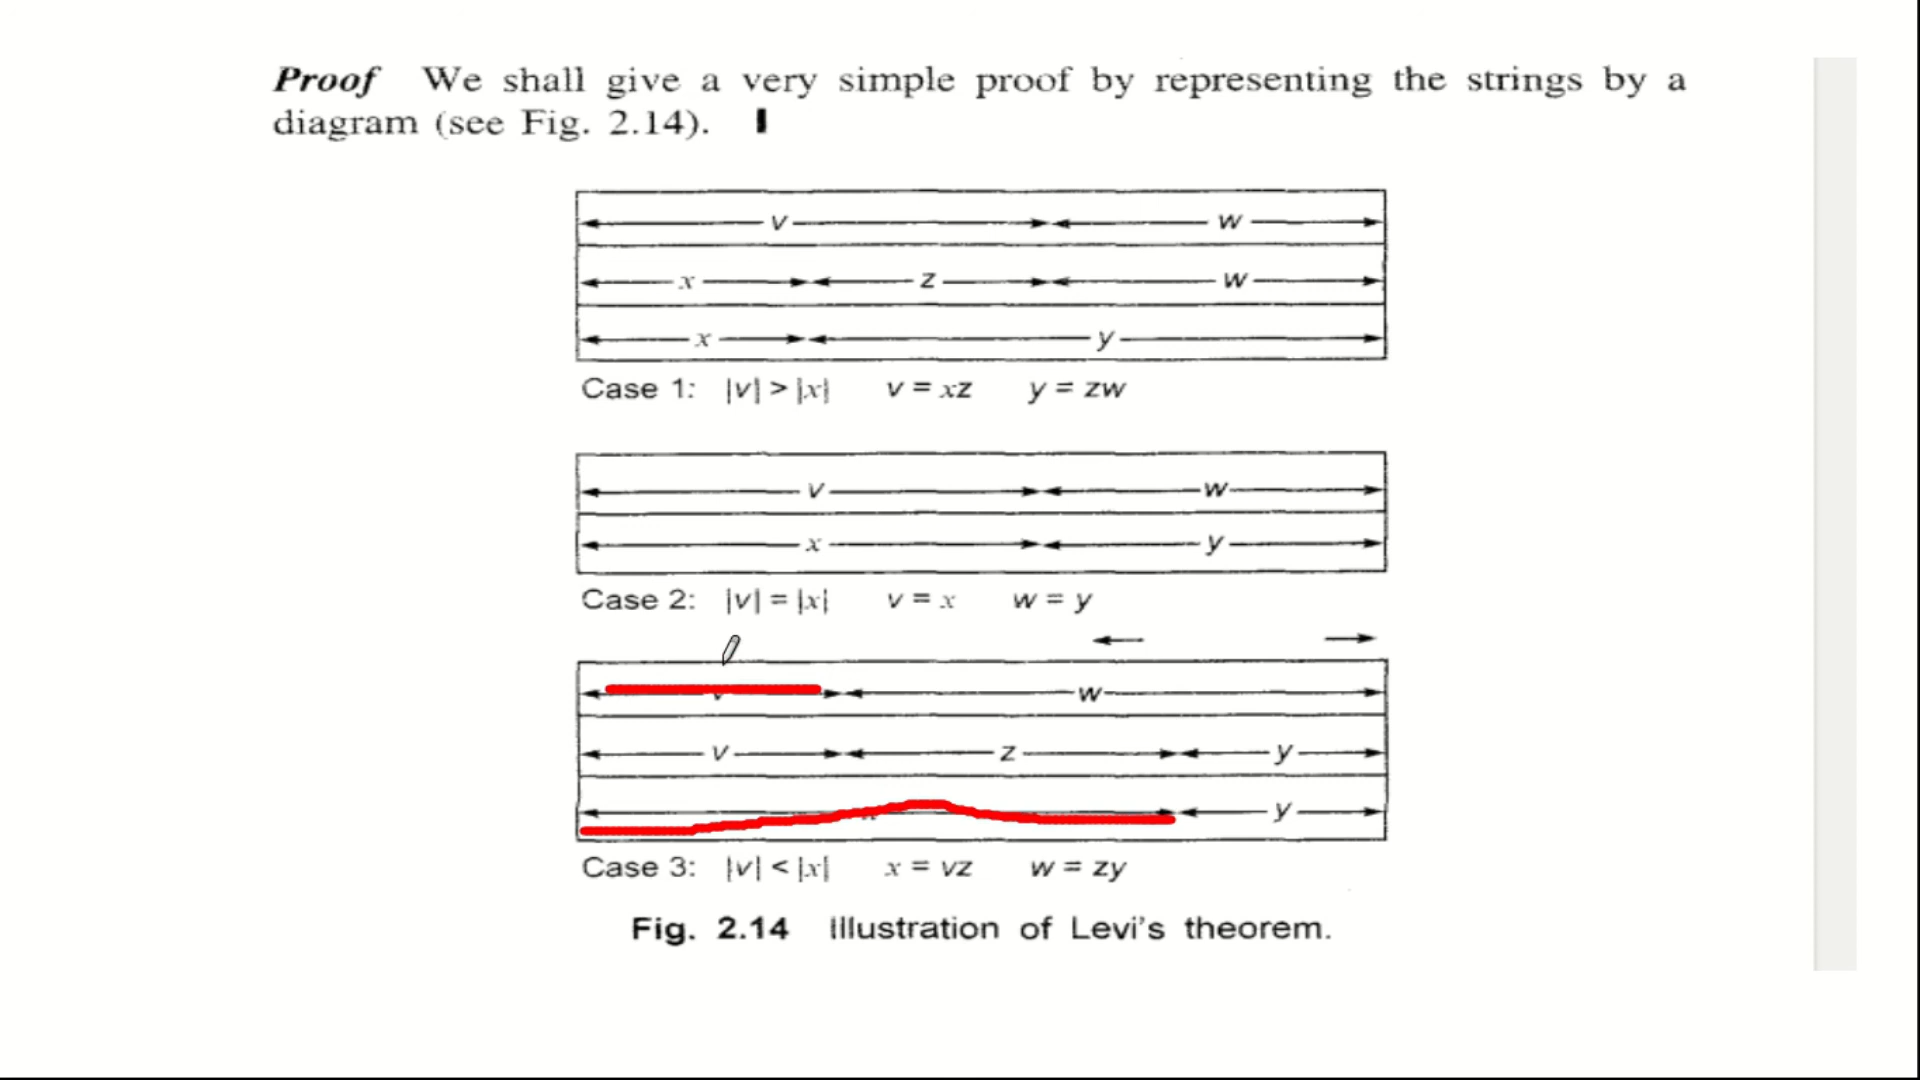 Proof We shall give a very simple proof by representing the strings by a
diagram (see Fig. 2.14).
v w
x z w
x y
Case 1: |v| > |x| v = xz y = zw
v w
x y
Case 2: |v| = |x| v = x w = y
w
v z y
y
Case 3: |v| < |x| x = vz w = zy
Fig. 2.14 Illustration of Levi's theorem.